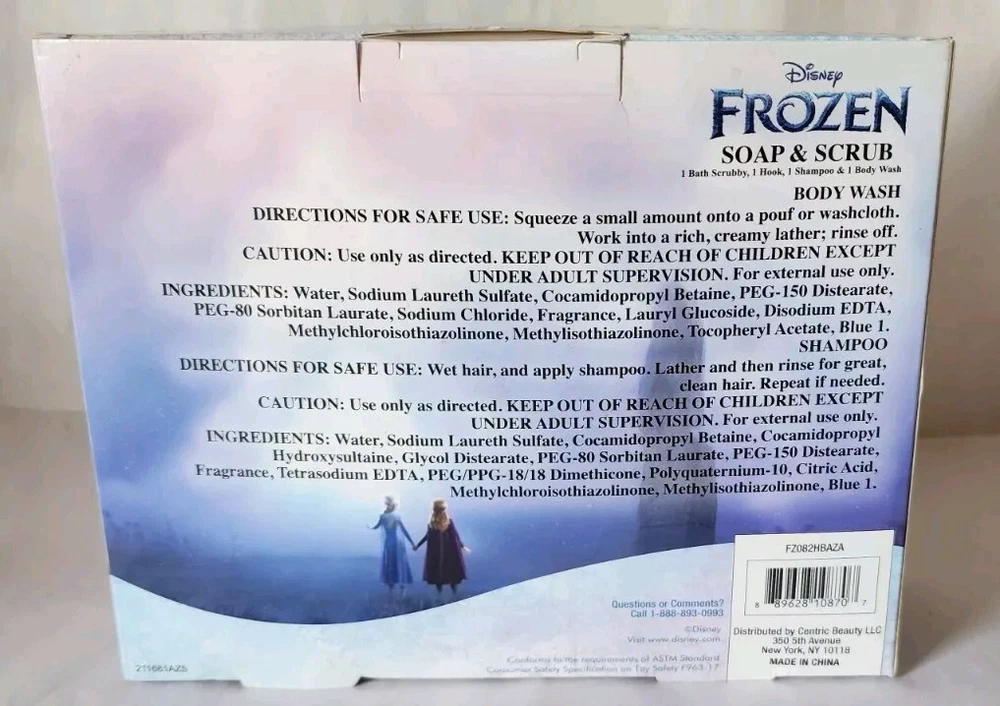 Disney
FROZEN
SOAP & SCRUB
1 Bath Scrubby, 1 Hook, 1 Shampoo & 1 Body Wash
BODY WASH
DIRECTIONS FOR SAFE USE: Squeeze a small amount onto a pouf or washcloth.
Work into a rich, creamy lather; rinse off.
CAUTION: Use only as directed. KEEP OUT OF REACH OF CHILDREN EXCEPT
UNDER ADULT SUPERVISION. For external use only.
INGREDIENTS: Water, Sodium Laureth Sulfate, Cocamidopropyl Betaine, PEG-150 Distearate,
PEG-80 Sorbitan Laurate, Sodium Chloride, Fragrance, Lauryl Glucoside, Disodium EDTA,
Methylchloroisothiazolinone, Methylisothiazolinone, Tocopheryl Acetate, Blue 1.
SHAMPOO
DIRECTIONS FOR SAFE USE: Wet hair, and apply shampoo. Lather and then rinse for great,
clean hair. Repeat if needed.
CAUTION: Use only as directed. KEEP OUT OF REACH OF CHILDREN EXCEPT
UNDER ADULT SUPERVISION. For external use only.
INGREDIENTS: Water, Sodium Laureth Sulfate, Cocamidopropyl Betaine, Cocamidopropyl
Hydroxysultaine, Glycol Distearate, PEG-80 Sorbitan Laurate, PEG-150 Distearate,
Fragrance, Tetrasodium EDTA, PEG/PPG-18/18 Dimethicone, Polyquaternium-10, Citric Acid,
Methylchloroisothiazolinone, Methylisothiazolinone, Blue 1.
Questions or Comments?
Call 1-888-893-0993
©Disney
Visit www.disney.com
Conforms to the requirements of ASTM Standard
Consumer Safety Specification on Toy Safety F963-17
211661AZS
FZ082HBAZA
8 89628 10870 7
Distributed by Centric Beauty LLC
350 5th Avenue
New York, NY 10118
MADE IN CHINA